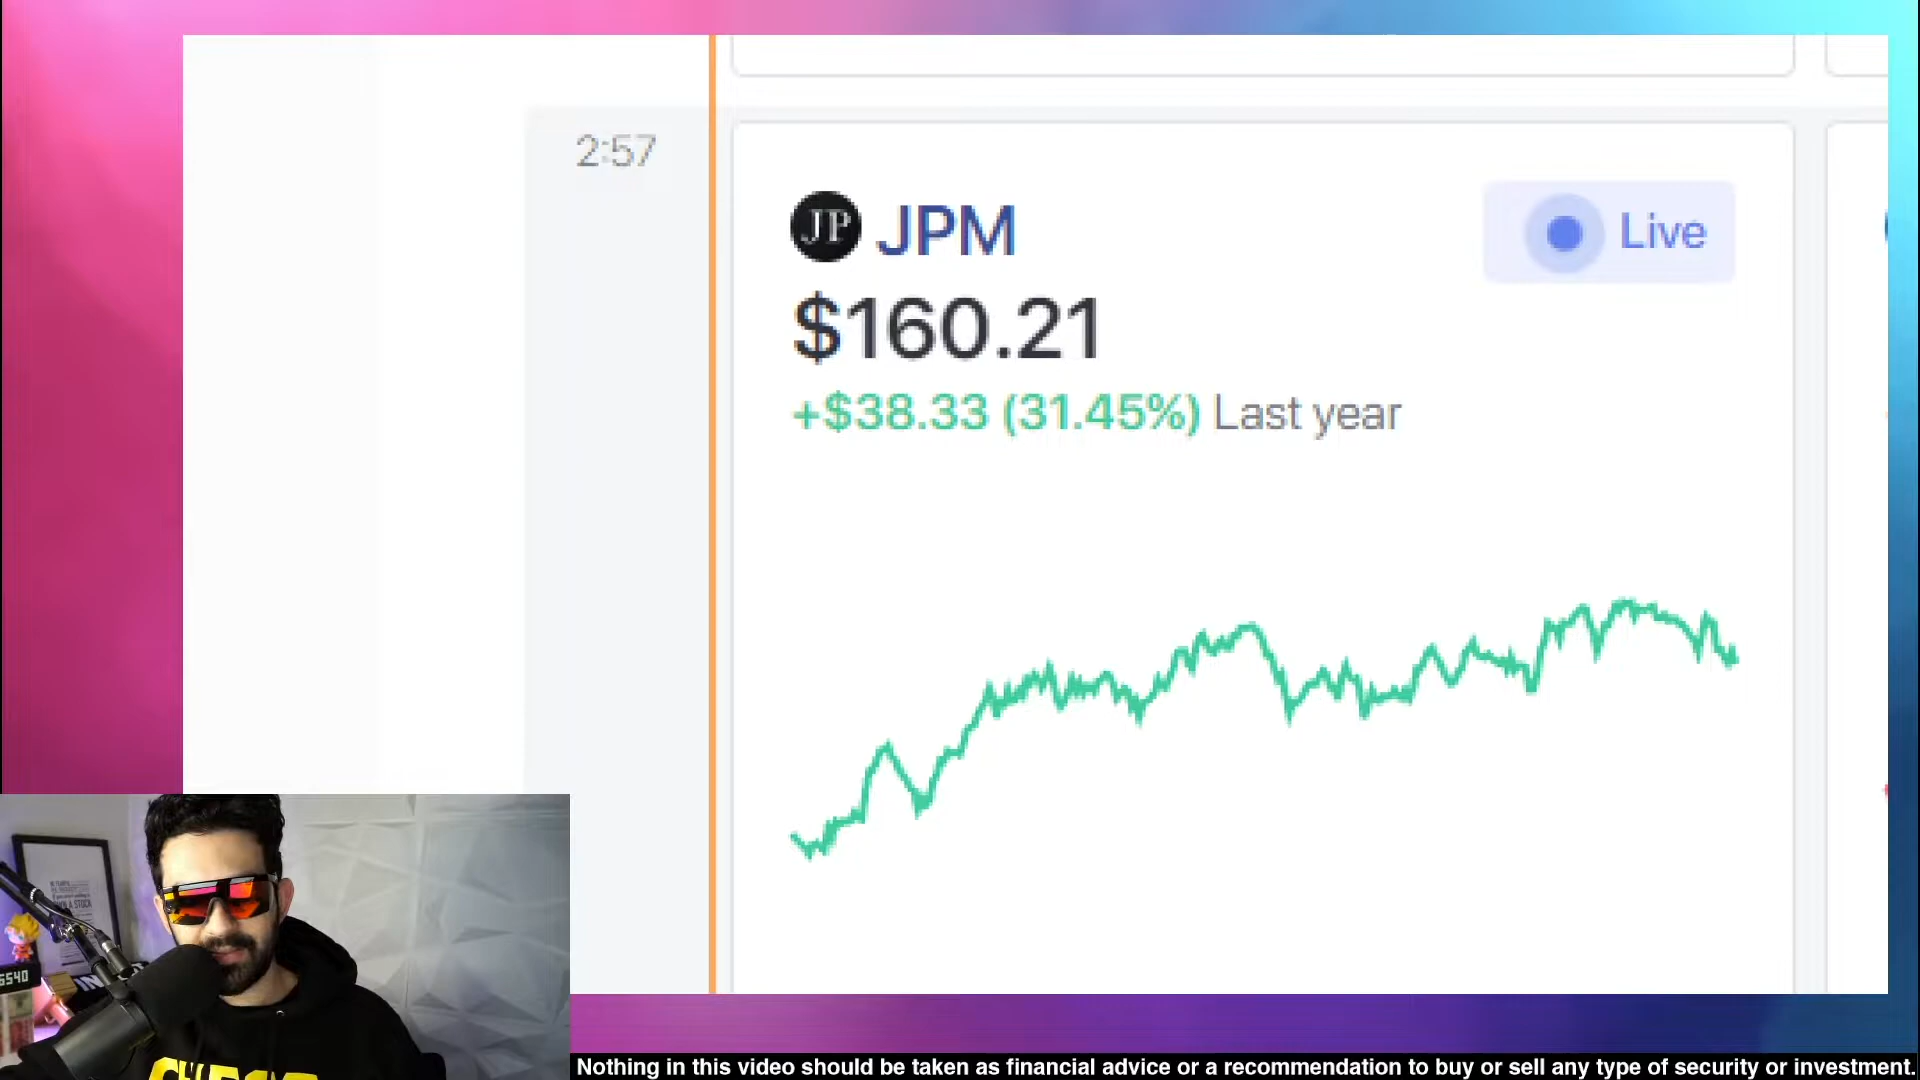 2:57
JP JPM
Live
$160.21
+$38.33 (31.45%) Last year
6540
Nothing in this video should be taken as financial advice or a recommendation to buy or sell any type of security or investment.